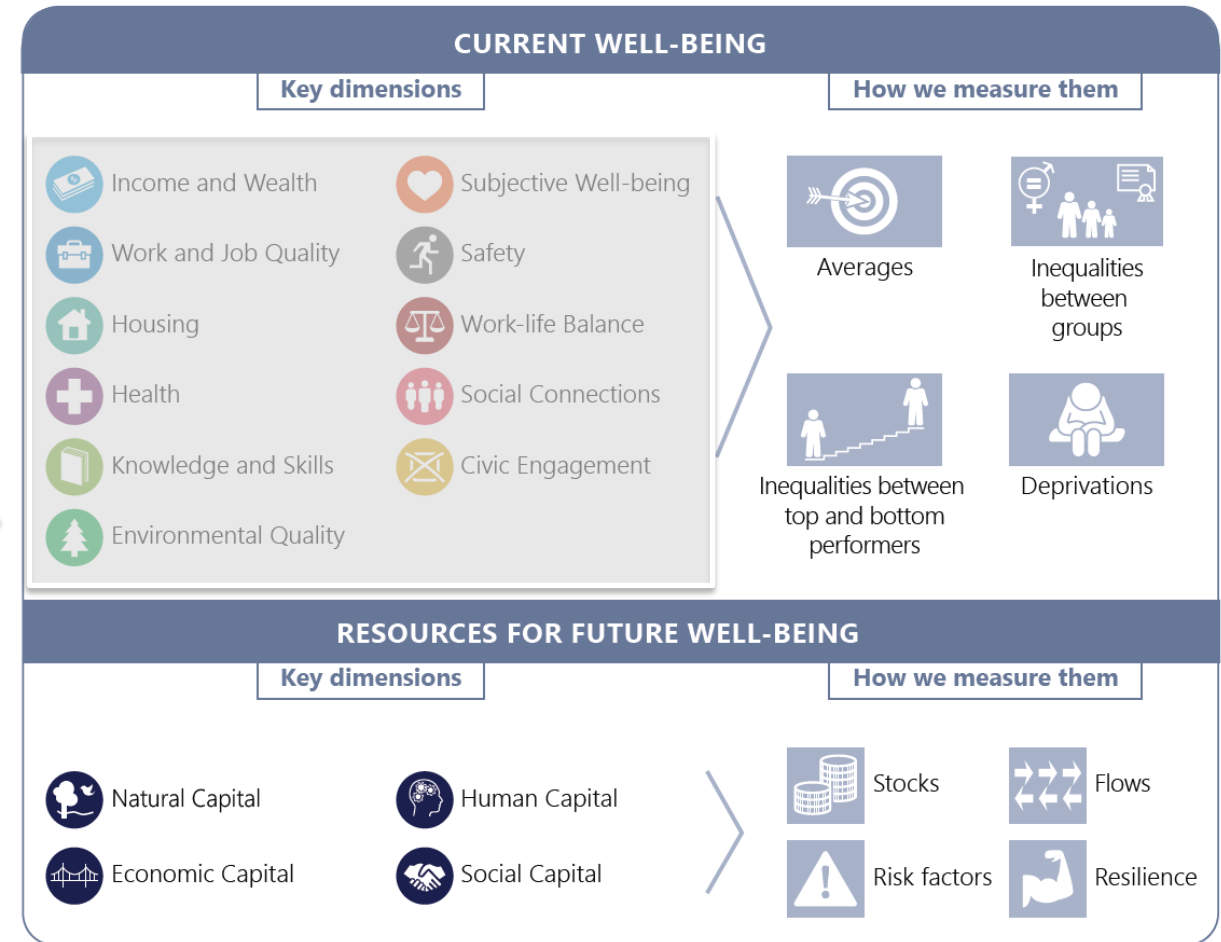 CURRENT WELL-BEING
Key dimensions
How we measure them
Income and Wealth
Subjective Well-being
Work and Job Quality
Safety
Housing
Work-life Balance
Health
Social Connections
Knowledge and Skills
Civic Engagement
Environmental Quality
Averages
Inequalities
between
groups
Inequalities between
top and bottom
performers
Deprivations
RESOURCES FOR FUTURE WELL-BEING
Key dimensions
How we measure them
Natural Capital
Human Capital
Economic Capital
Social Capital
Stocks
Flows
Risk factors
Resilience